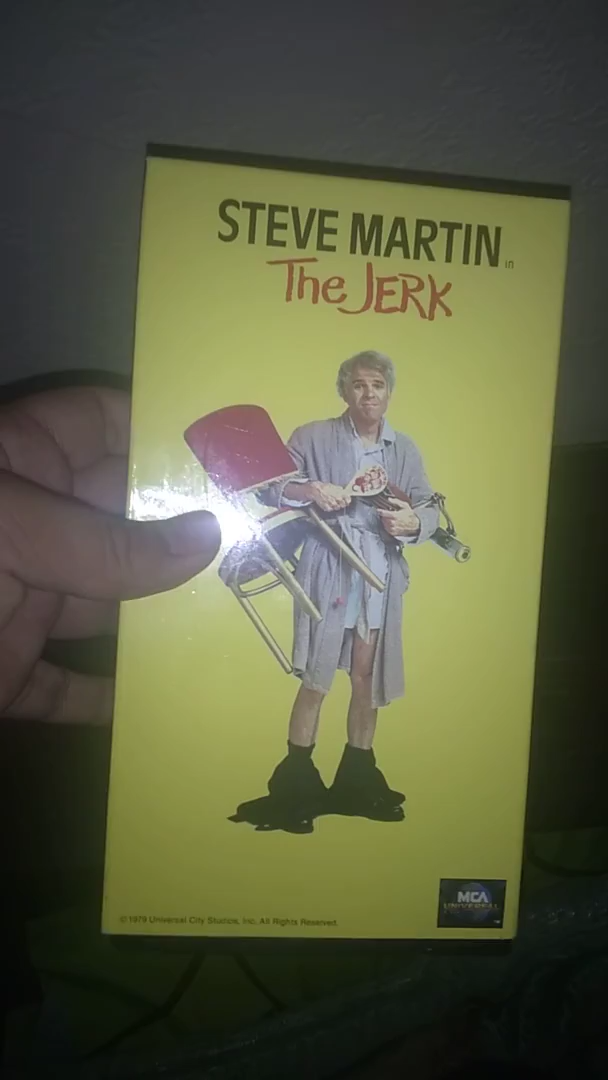 STEVE MARTIN
in
The JERK
©1979 Universal City Studios, Inc. All Rights Reserved.
MCA
UNIVERSAL